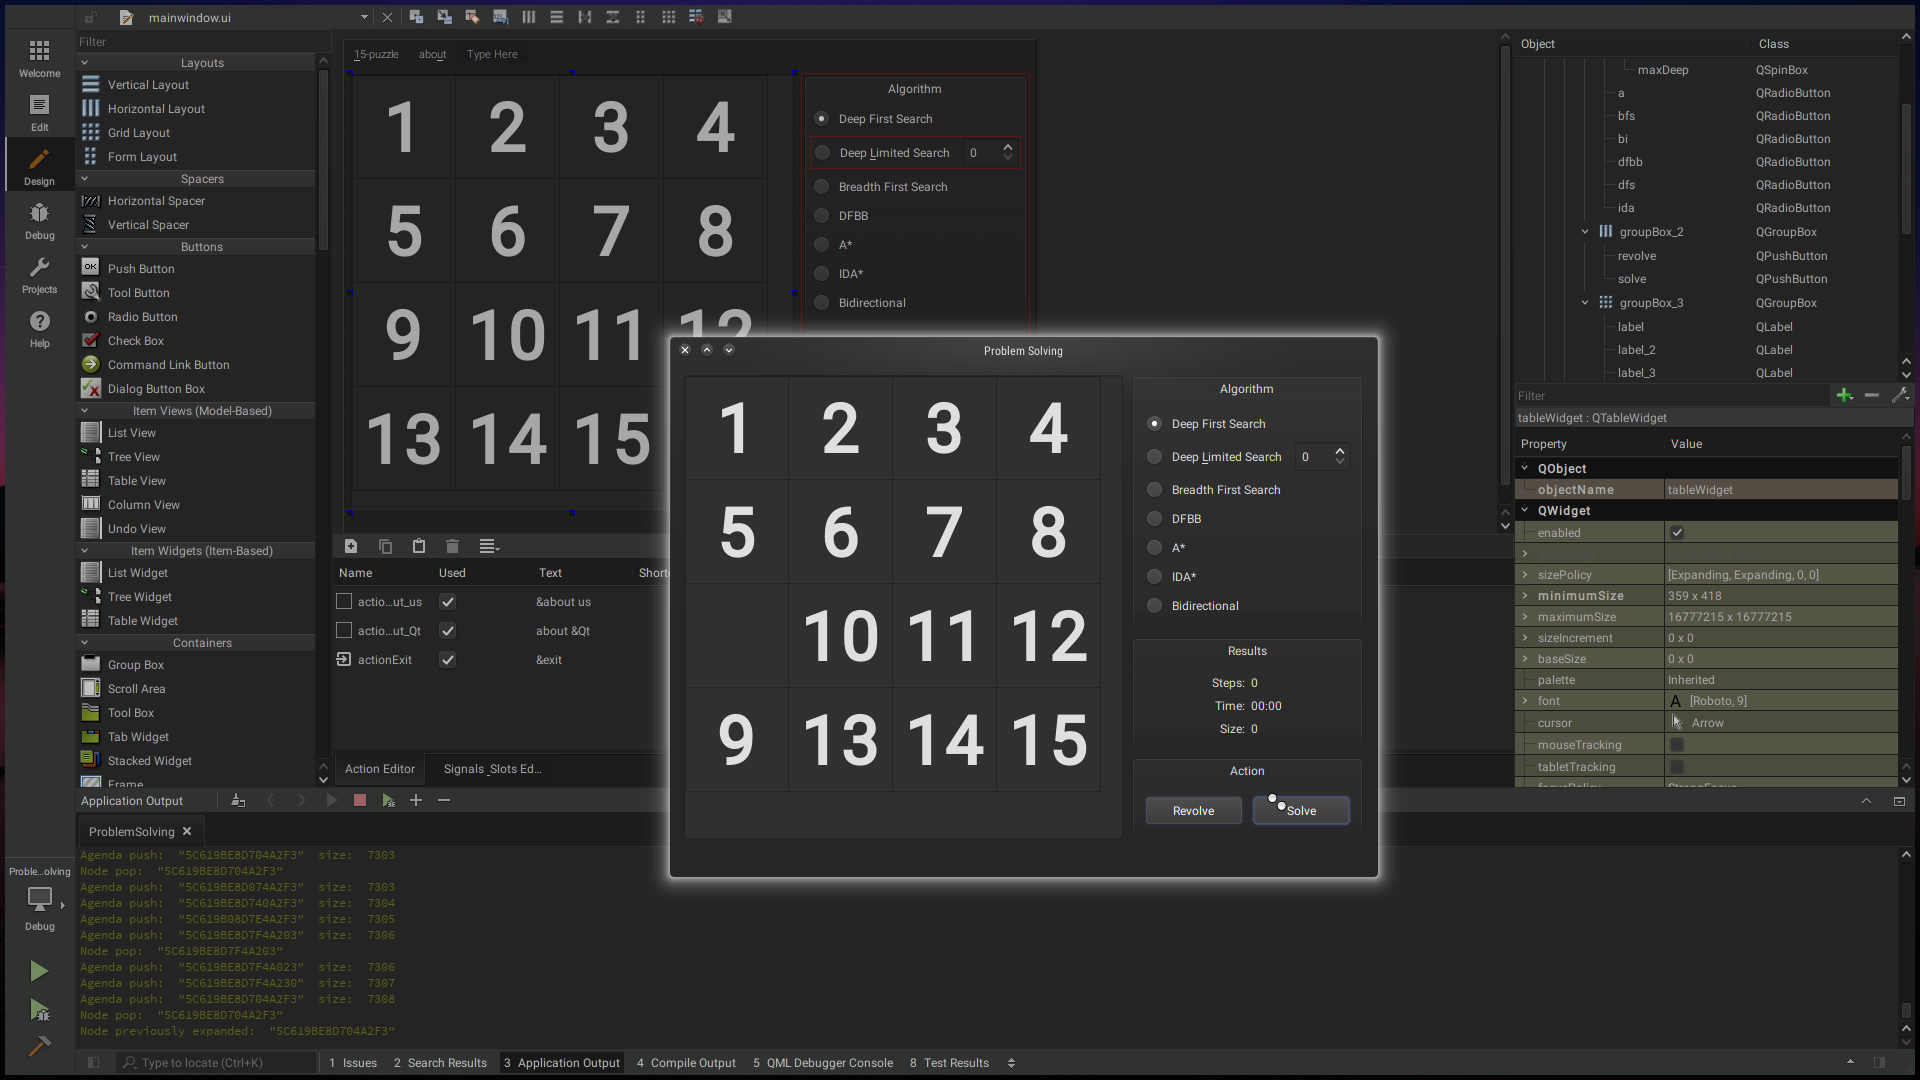 mainwindow.ui
Filter
Welcome
Edit
Design
Debug
Projects
Help
Layouts
Vertical Layout
Horizontal Layout
Grid Layout
Form Layout
Spacers
Horizontal Spacer
Vertical Spacer
Buttons
OK Push Button
Tool Button
Radio Button
Check Box
Command Link Button
Dialog Button Box
Item Views (Model-Based)
List View
Tree View
Table View
Column View
Undo View
Item Widgets (Item-Based)
List Widget
Tree Widget
Table Widget
Containers
Group Box
Scroll Area
Tool Box
Tab Widget
Stacked Widget
Frame
15-puzzle about Type Here
1 2 3 4
5 6 7 8
9 10 11 12
13 14 15
Algorithm
Deep First Search
Deep Limited Search 0
Breadth First Search
DFBB
A*
IDA*
Bidirectional
Name Used Text Short
actio...ut_us &about us
actio...ut_Qt about &Qt
actionExit &exit
Action Editor Signals _Slots Ed...
Problem Solving
1 2 3 4
5 6 7 8
10 11 12
9 13 14 15
Algorithm
Deep First Search
Deep Limited Search 0
Breadth First Search
DFBB
A*
IDA*
Bidirectional
Results
Steps: 0
Time: 00:00
Size: 0
Action
Revolve Solve
Object Class
maxDeep QSpinBox
a QRadioButton
bfs QRadioButton
bi QRadioButton
dfbb QRadioButton
dfs QRadioButton
ida QRadioButton
groupBox_2 QGroupBox
revolve QPushButton
solve QPushButton
groupBox_3 QGroupBox
label QLabel
label_2 QLabel
label_3 QLabel
Filter
tableWidget : QTableWidget
Property Value
QObject
objectName tableWidget
QWidget
enabled
sizePolicy [Expanding, Expanding, 0, 0]
minimumSize 359 x 418
maximumSize 16777215 x 16777215
sizeIncrement 0 x 0
baseSize 0 x 0
palette Inherited
font A [Roboto, 9]
cursor Arrow
mouseTracking
tabletTracking
focusPolicy StrongFocus
Application Output
ProblemSolving
Agenda push: "5C619BE8D704A2F3" size: 7303
Node pop: "5C619BE8D704A2F3"
Agenda push: "5C619BE8D074A2F3" size: 7303
Agenda push: "5C619BE8D740A2F3" size: 7304
Agenda push: "5C619B08D7E4A2F3" size: 7305
Agenda push: "5C619BE8D7F4A203" size: 7306
Node pop: "5C619BE8D7F4A203"
Agenda push: "5C619BE8D7F4A023" size: 7306
Agenda push: "5C619BE8D7F4A230" size: 7307
Agenda push: "5C619BE8D704A2F3" size: 7308
Node pop: "5C619BE8D704A2F3"
Node previously expanded: "5C619BE8D704A2F3"
Proble...olving
Debug
Type to locate (Ctrl+K) 1 Issues 2 Search Results 3 Application Output 4 Compile Output 5 QML Debugger Console 8 Test Results